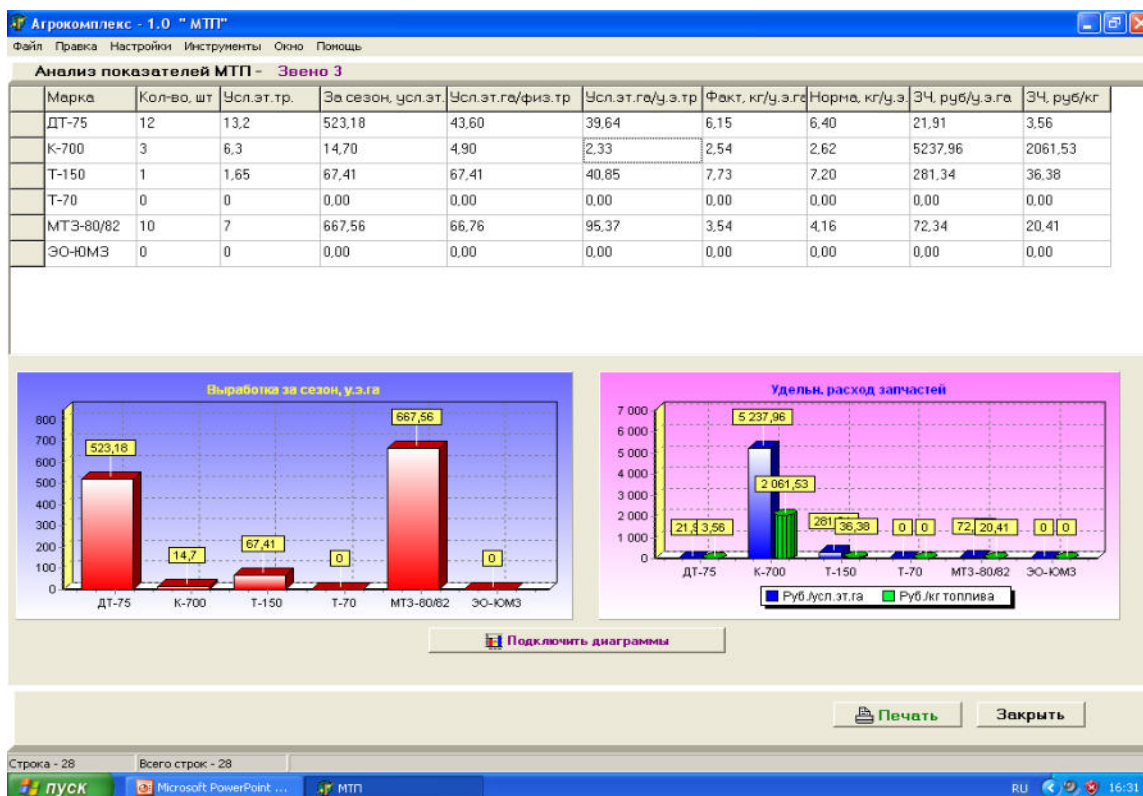 Агрокомплекс - 1.0 " МТП"
Файл Правка Настройки Инструменты Окно Помощь
Анализ показателей МТП - Звено 3
Марка Кол-во, шт Усл.эт.тр. За сезон, усл.эт. Усл.эт.га/физ.тр Усл.эт.га/у.э.тр Факт, кг/у.э.га Норма, кг/у.э. ЗЧ, руб/у.э.га ЗЧ, руб/кг
ДТ-75 12 13,2 523,18 43,60 39,64 6,15 6,40 21,91 3,56
К-700 3 6,3 14,70 4,90 2,33 2,54 2,62 5237,96 2061,53
Т-150 1 1,65 67,41 67,41 40,85 7,73 7,20 281,34 36,38
Т-70 0 0 0,00 0,00 0,00 0,00 0,00 0,00 0,00
МТЗ-80/82 10 7 667,56 66,76 95,37 3,54 4,16 72,34 20,41
ЭО-ЮМЗ 0 0 0,00 0,00 0,00 0,00 0,00 0,00 0,00
Выработка за сезон, у.э.га
800
700
600
500
400
300
200
100
0
523,18
14,7
67,41
0
667,56
0
ДТ-75 К-700 Т-150 Т-70 МТЗ-80/82 ЭО-ЮМЗ
Удельн. расход запчастей
7 000
6 000
5 000
4 000
3 000
2 000
1 000
0
5 237,96
2 061,53
21,9 3,56 281 36,38 0 0 72, 20,41 0 0
ДТ-75 К-700 Т-150 Т-70 МТЗ-80/82 ЭО-ЮМЗ
Руб./усл.эт.га Руб./кг топлива
Подключить диаграммы
Печать Закрыть
Строка - 28 Всего строк - 28
пуск Microsoft PowerPoint ... МТП RU 16:31